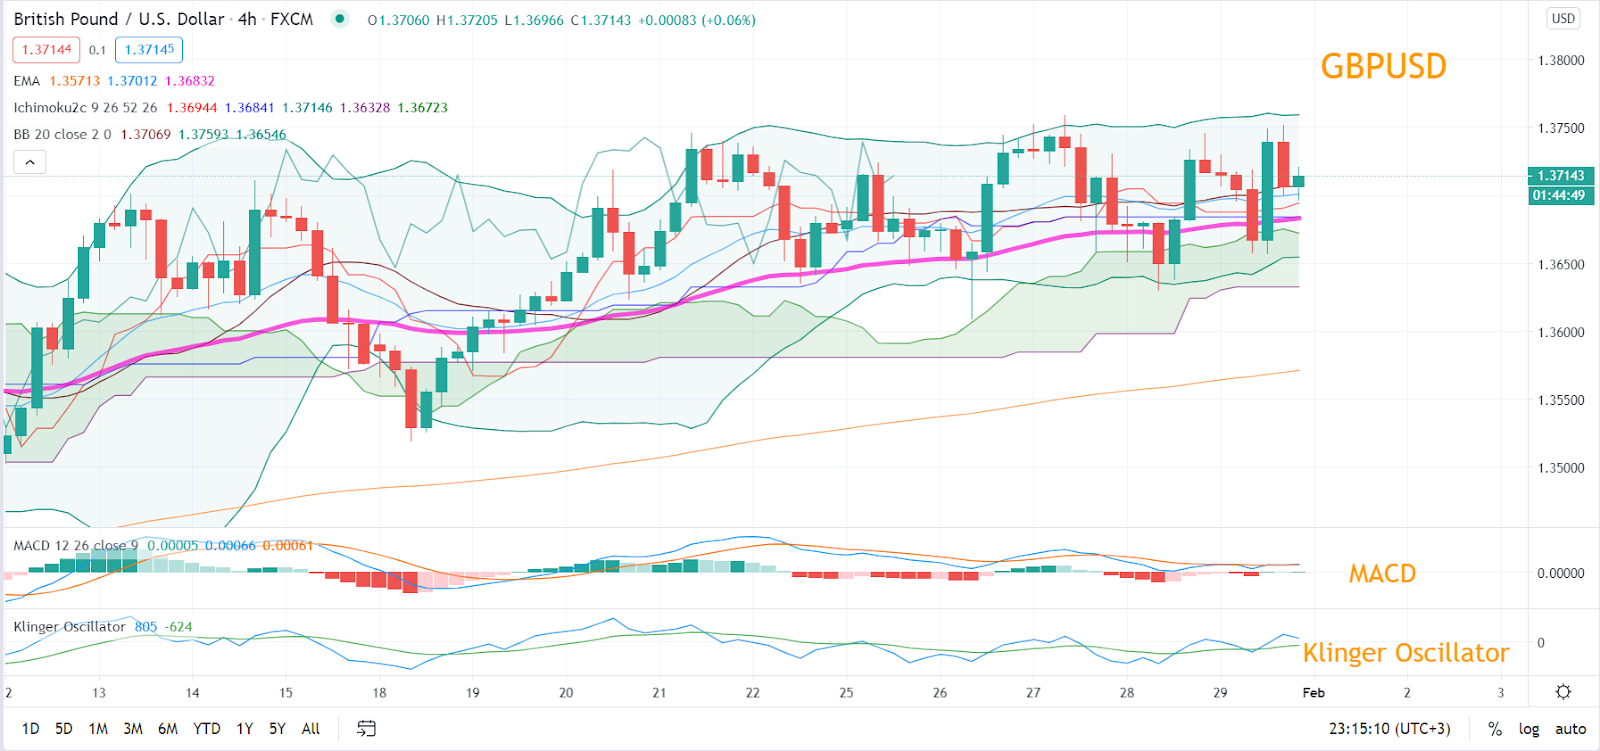 British Pound / U.S. Dollar · 4h · FXCM O1.37060 H1.37205 L1.36966 C1.37143 +0.00083 (+0.06%)
USD
1.37144 0.1 1.37145
GBPUSD
1.38000
EMA 1.35713 1.37012 1.36832
Ichimoku2c 9 26 52 26 1.36944 1.36841 1.37146 1.36328 1.36723
BB 20 close 2 0 1.37069 1.37593 1.36546
1.37500
1.37143
01:44:49
1.36500
1.36000
1.35500
1.35000
MACD 12 26 close 9 0.00005 0.00066 0.00061
MACD
0.00000
Klinger Oscillator 805 -624
0
Klinger Oscillator
2 13 14 15 18 19 20 21 22 25 26 27 28 29 Feb 2 3
1D 5D 1M 3M 6M YTD 1Y 5Y All 23:15:10 (UTC+3) % log auto